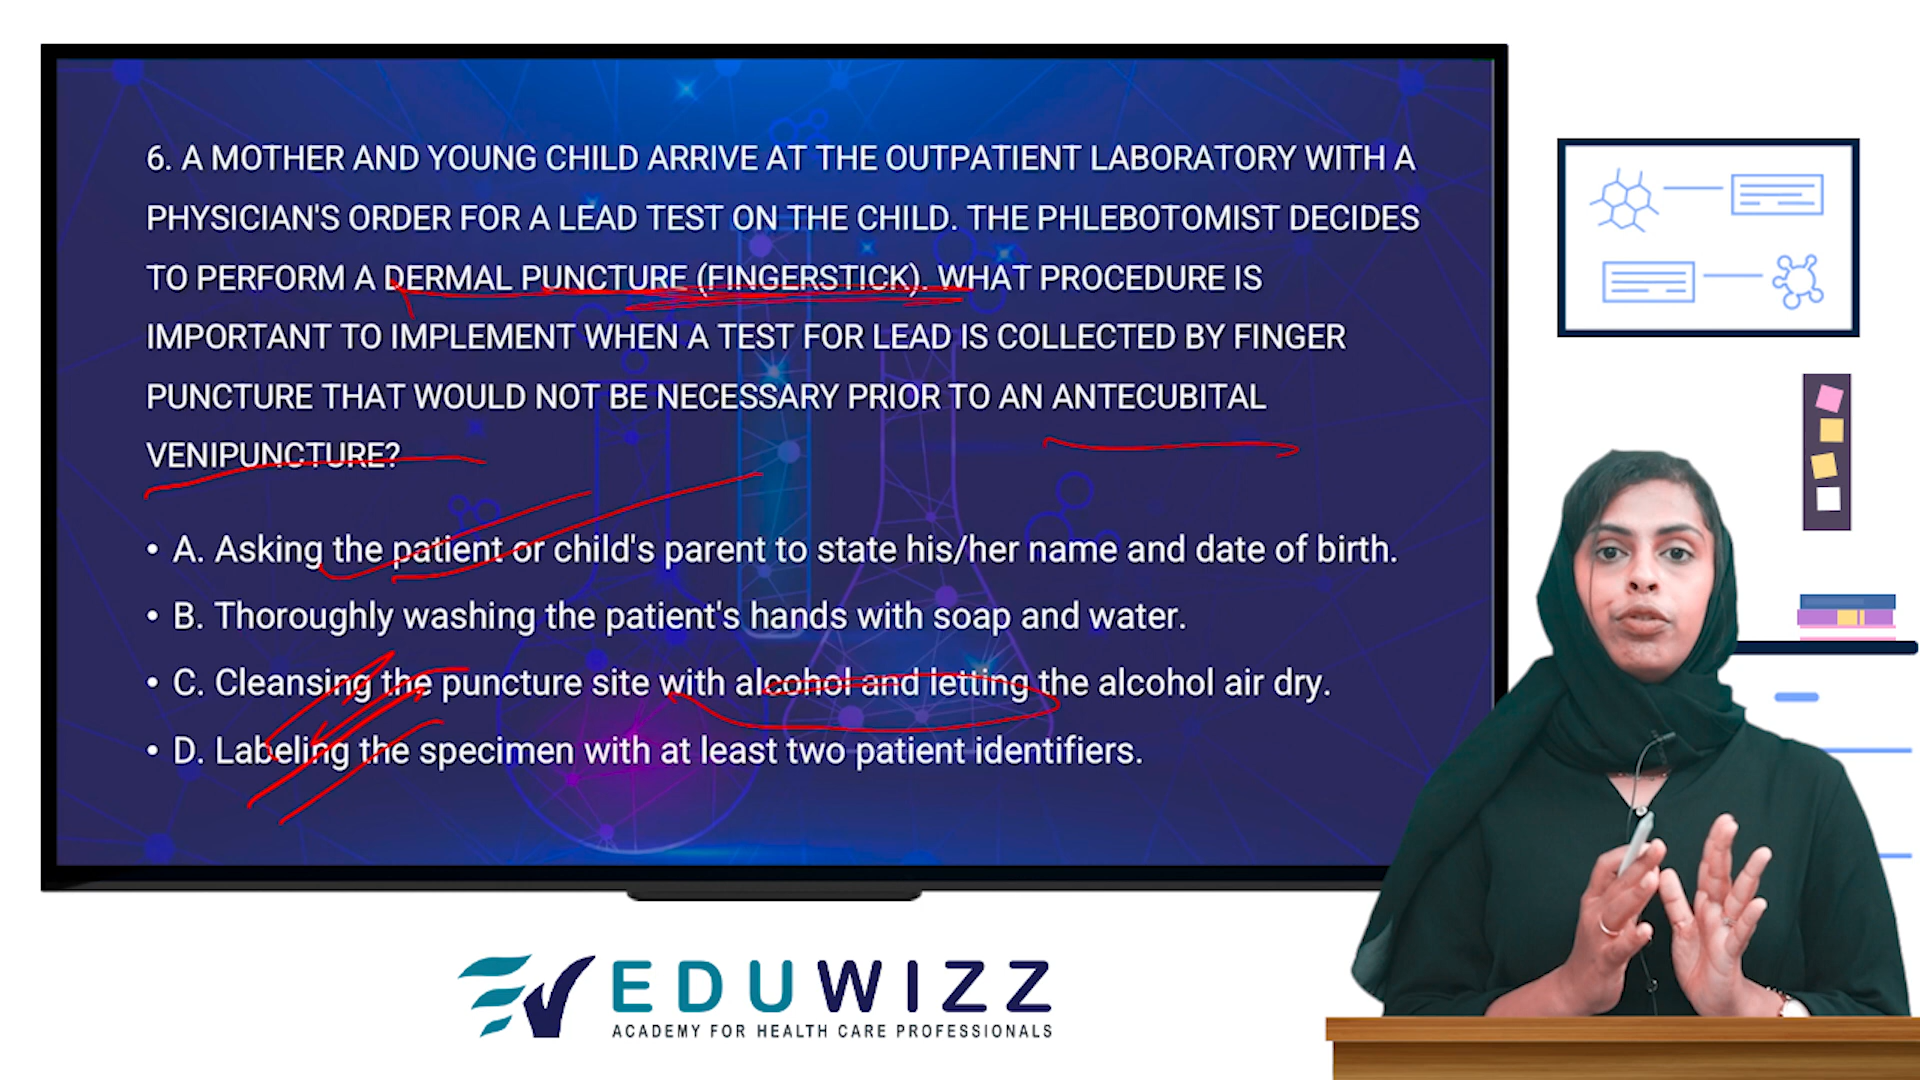 6. A MOTHER AND YOUNG CHILD ARRIVE AT THE OUTPATIENT LABORATORY WITH A
PHYSICIAN'S ORDER FOR A LEAD TEST ON THE CHILD. THE PHLEBOTOMIST DECIDES
TO PERFORM A DERMAL PUNCTURE (FINGERSTICK). WHAT PROCEDURE IS
IMPORTANT TO IMPLEMENT WHEN A TEST FOR LEAD IS COLLECTED BY FINGER
PUNCTURE THAT WOULD NOT BE NECESSARY PRIOR TO AN ANTECUBITAL
VENIPUNCTURE?
• A. Asking the patient or child's parent to state his/her name and date of birth.
• B. Thoroughly washing the patient's hands with soap and water.
• C. Cleansing the puncture site with alcohol and letting the alcohol air dry.
• D. Labeling the specimen with at least two patient identifiers.
EDUWIZZ
ACADEMY FOR HEALTH CARE PROFESSIONALS